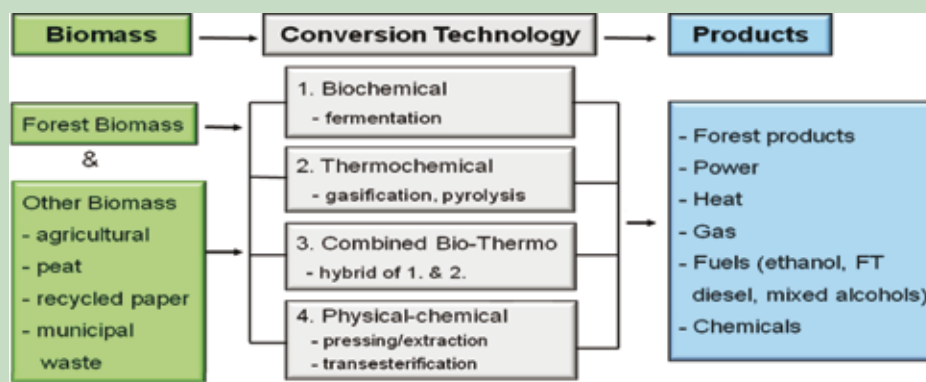 Biomass
Conversion Technology
Products
Forest Biomass
&
Other Biomass
- agricultural
- peat
- recycled paper
- municipal
waste
1. Biochemical
- fermentation
2. Thermochemical
- gasification, pyrolysis
3. Combined Bio-Thermo
- hybrid of 1. & 2.
4. Physical-chemical
- pressing/extraction
- transesterification
- Forest products
- Power
- Heat
- Gas
- Fuels (ethanol, FT
diesel, mixed alcohols)
- Chemicals